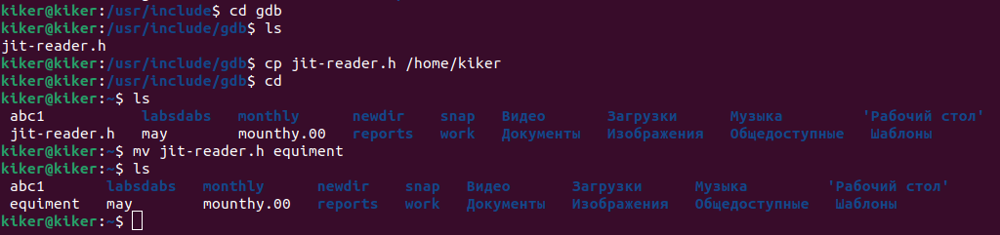 kiker@kiker:/usr/include$ cd gdb
kiker@kiker:/usr/include/gdb$ ls
jit-reader.h
kiker@kiker:/usr/include/gdb$ cp jit-reader.h /home/kiker
kiker@kiker:/usr/include/gdb$ cd
kiker@kiker:~$ ls
abc1 labsdabs monthly newdir snap Видео Загрузки Музыка 'Рабочий стол'
jit-reader.h may mounthy.00 reports work Документы Изображения Общедоступные Шаблоны
kiker@kiker:~$ mv jit-reader.h equiment
kiker@kiker:~$ ls
abc1 labsdabs monthly newdir snap Видео Загрузки Музыка 'Рабочий стол'
equiment may mounthy.00 reports work Документы Изображения Общедоступные Шаблоны
kiker@kiker:~$